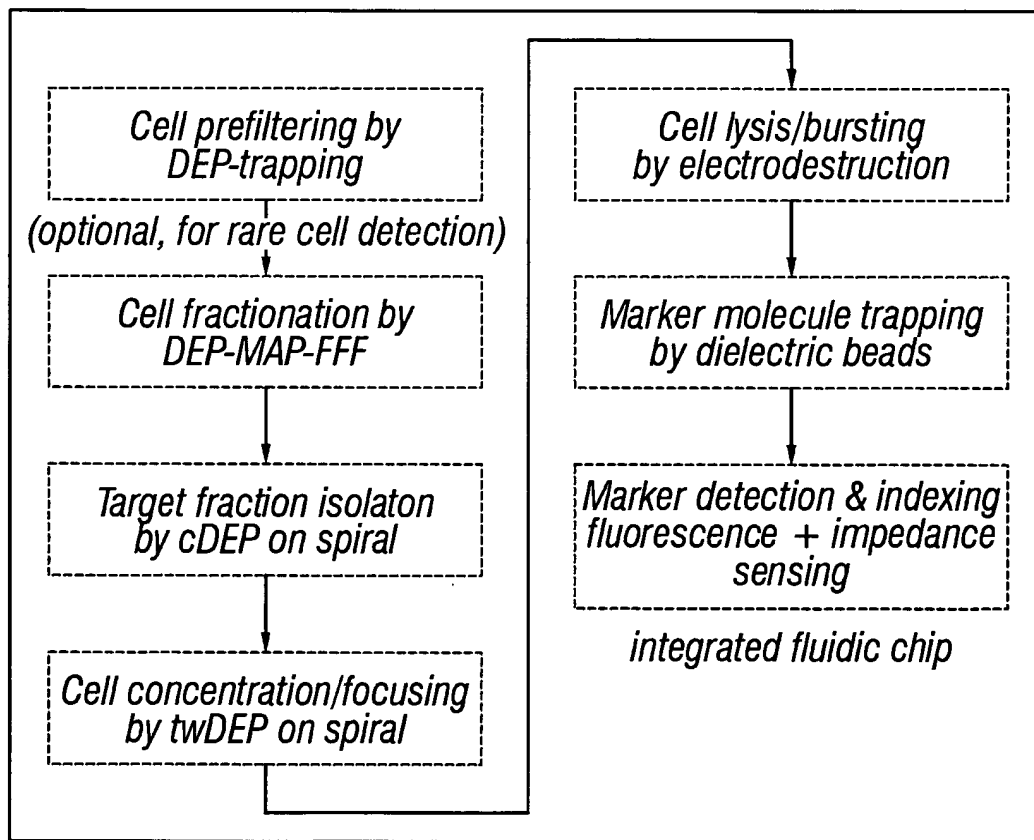 Cell prefiltering by
DEP-trapping
(optional, for rare cell detection)
Cell fractionation by
DEP-MAP-FFF
Target fraction isolaton
by cDEP on spiral
Cell concentration/focusing
by twDEP on spiral
Cell lysis/bursting
by electrodestruction
Marker molecule trapping
by dielectric beads
Marker detection & indexing
fluorescence + impedance
sensing
integrated fluidic chip